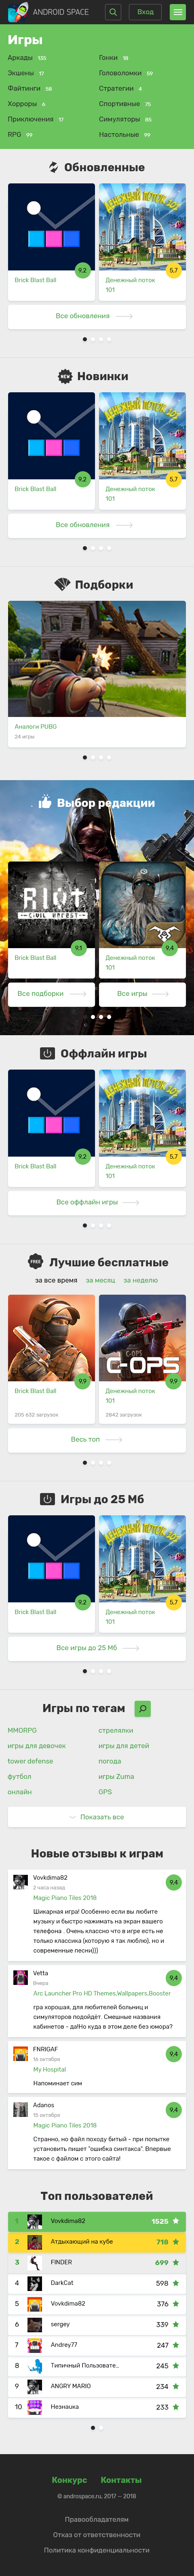 ANDROID SPACE
Вход
Игры
Аркады 135
Гонки 18
Экшены 17
Головоломки 59
Файтинги 58
Стратегии 4
Хорроры 6
Спортивные 75
Приключения 17
Симуляторы 85
RPG 89
Настольные 99
Обновленные
9,2
5,7
Brick Blast Ball
Денежный поток 101
Все обновления
NEW Новинки
9,2
5,7
Brick Blast Ball
Денежный поток 101
Все обновления
Подборки
Аналоги PUBG
24 игры
Выбор редакции
9,1
9,4
Brick Blast Ball
Денежный поток 101
Все подборки
Все игры
Оффлайн игры
9,2
5,7
Brick Blast Ball
Денежный поток 101
Все оффлайн игры
FREE Лучшие бесплатные
за все время
за месяц
за неделю
C-OPS
9,9
9,9
Brick Blast Ball
Денежный поток 101
205 632 загрузок
2842 загрузок
Весь топ
Игры до 25 Мб
9,2
5,7
Brick Blast Ball
Денежный поток 101
Все игры до 25 Мб
Игры по тегам
MMORPG
стрелялки
игры для девочек
игры для детей
tower defense
погода
футбол
игры Zuma
онлайн
GPS
Показать все
Новые отзывы к играм
Vovkdima82
2 часа назад
9,4
Magic Piano Tiles 2018
Шикарная игра! Особенно если вы любите
музыку и быстро нажимать на экран вашего
телефона . Очень классно что в игре есть не
только классика (которую я так люблю), но и
современные песни)))
Vetta
Вчера
9,4
Arc Launcher Pro HD Themes,Wallpapers,Booster
гра хорошая, для любителей больниц и
симуляторов подойдёт. Смешные названия
кабинетов - даНо куда в этом деле без юмора?
FNRIGAF
16 октября
9,4
My Hospital
Напоминает сим
Adanos
15 октября
9,4
Magic Piano Tiles 2018
Странно, но файл походу битый – при попытке
установить пишет "ошибка синтакса". Впервые
такое с файлом с этого сайта!
Топ пользователей
1 Vovkdima82 1525
2 Атдыхающий на кубе 718
3 FINDER 699
4 DarkCat 598
5 Vovkdima82 376
6 sergey 339
7 Andrey77 247
8 Типичный Пользовате... 245
9 ANGRY MARIO 234
10 Незнаика 233
Конкурс
Контакты
© androspace.ru, 2017 — 2018
Правообладателям
Отказ от ответственности
Политика конфиденциальности